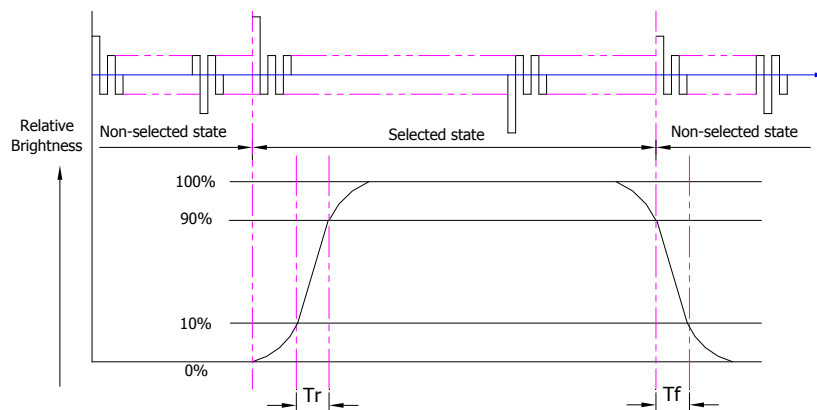 Relative
Brightness
Non-selected state
Selected state
Non-selected state
100%
90%
10%
0%
Tr
Tf